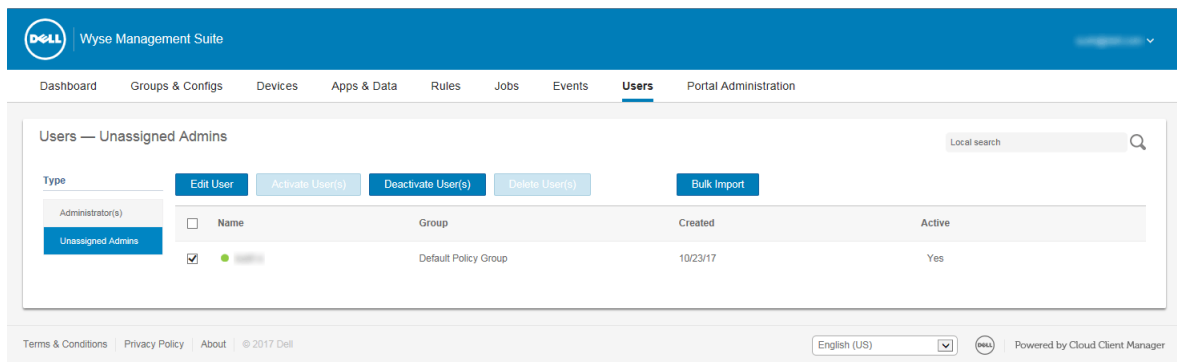 DELL Wyse Management Suite
Dashboard Groups & Configs Devices Apps & Data Rules Jobs Events Users Portal Administration
Users — Unassigned Admins
Local search
Type
Edit User Activate User(s) Deactivate User(s) Delete User(s) Bulk Import
Administrator(s)
Name Group Created Active
Unassigned Admins
Default Policy Group 10/23/17 Yes
Terms & Conditions Privacy Policy About © 2017 Dell English (US) DELL Powered by Cloud Client Manager